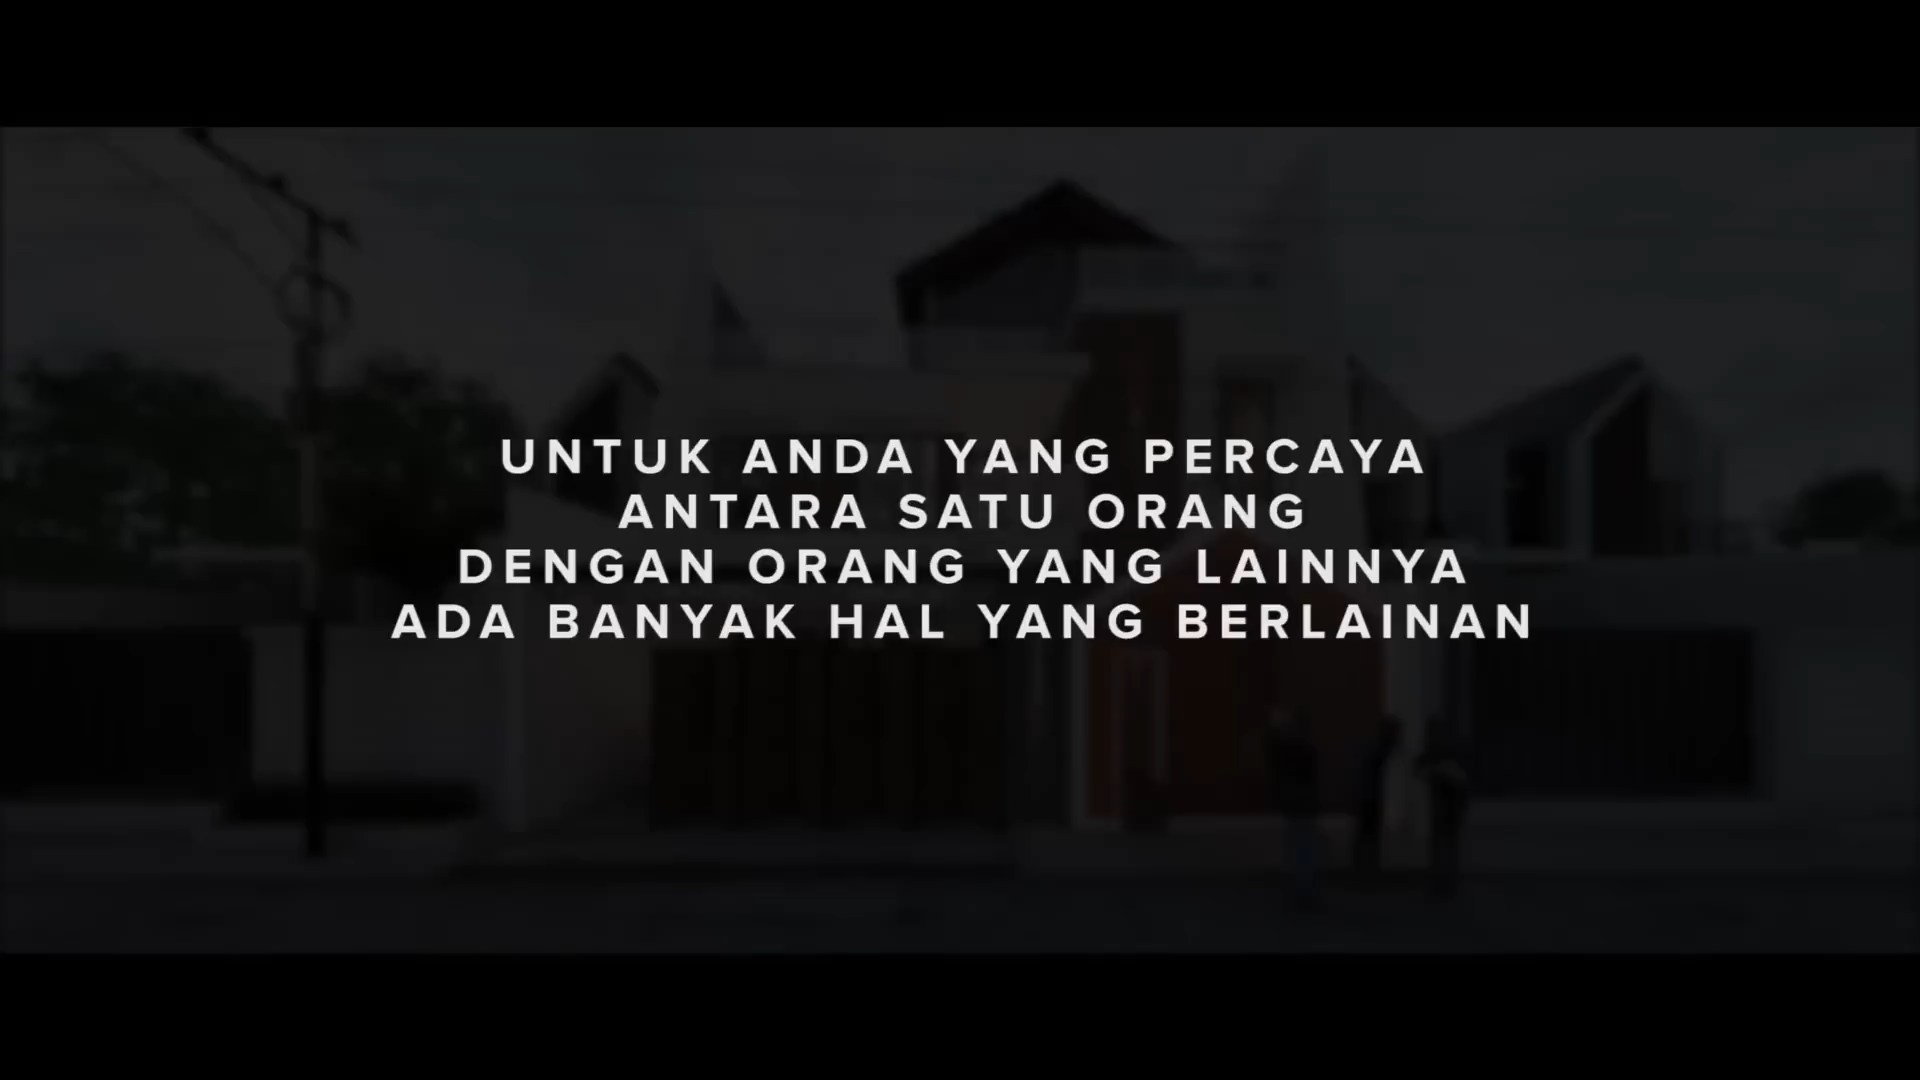 UNTUK ANDA YANG PERCAYA
ANTARA SATU ORANG
DENGAN ORANG YANG LAINNYA
ADA BANYAK HAL YANG BERLAINAN